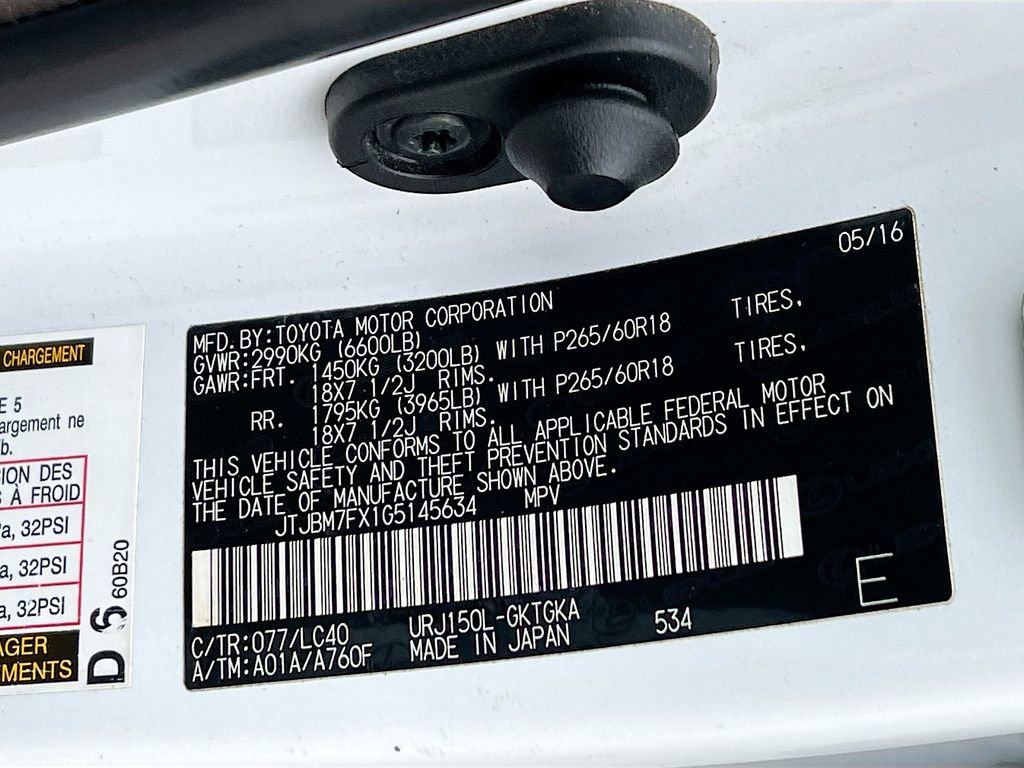 CHARGEMENT
E 5
argement ne
b.
ION DES
S À FROID
Pa, 32PSI
a, 32PSI
a, 32PSI
AGER
MENTS
D 6
60B20
05/16
MFD.BY:TOYOTA MOTOR CORPORATION
GVWR:2990KG (6600LB)
GAWR:FRT. 1450KG (3200LB) WITH P265/60R18 TIRES,
18X7 1/2J RIMS.
RR. 1795KG (3965LB) WITH P265/60R18 TIRES,
18X7 1/2J RIMS.
THIS VEHICLE CONFORMS TO ALL APPLICABLE FEDERAL MOTOR
VEHICLE SAFETY AND THEFT PREVENTION STANDARDS IN EFFECT ON
THE DATE OF MANUFACTURE SHOWN ABOVE.
JTJBM7FX1G5145634 MPV
E
C/TR:077/LC40 URJ150L-GKTGKA 534
A/TM:A01A/A760F MADE IN JAPAN